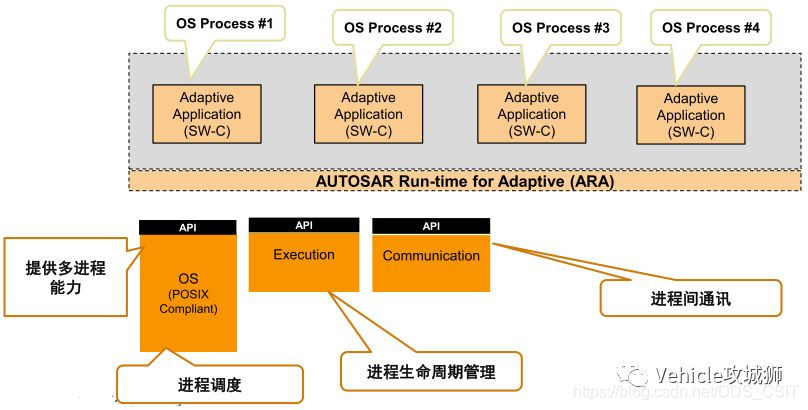 OS Process #1
OS Process #2
OS Process #3
OS Process #4
Adaptive
Application
(SW-C)
Adaptive
Application
(SW-C)
Adaptive
Application
(SW-C)
Adaptive
Application
(SW-C)
AUTOSAR Run-time for Adaptive (ARA)
API
API
API
提供多进程
能力
OS
(POSIX
Compliant)
Execution
Communication
进程间通讯
进程调度
进程生命周期管理
Vehicle攻城狮
https://blog.csdn.net/DDS_CSIT